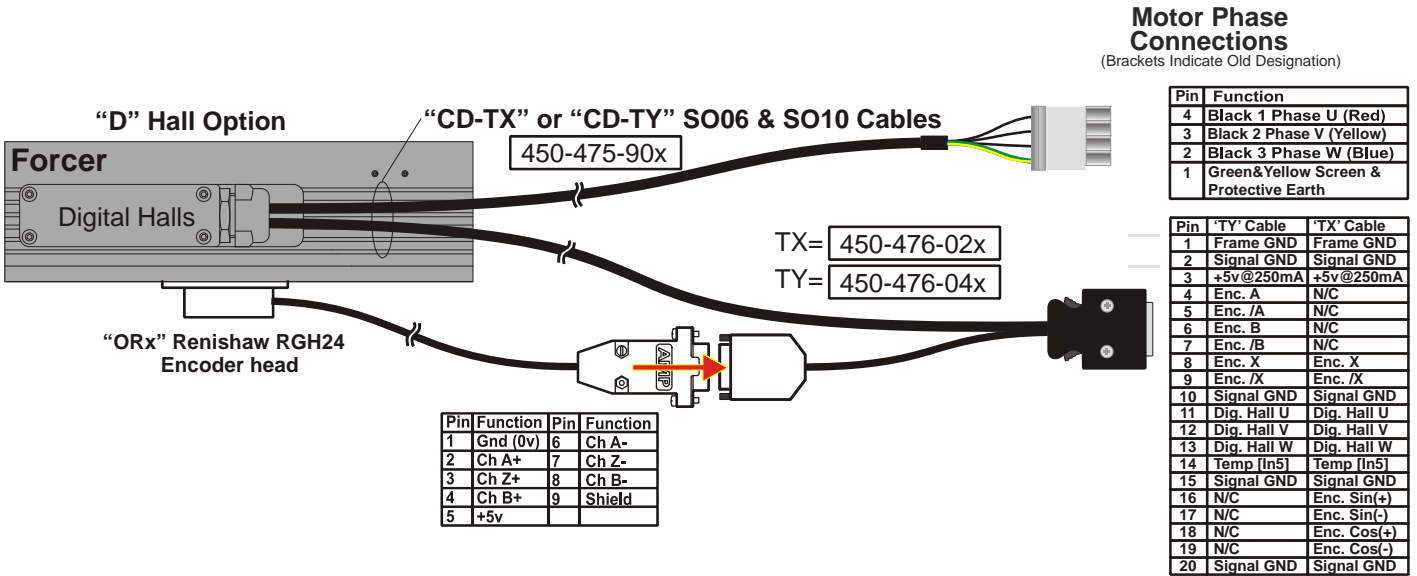 Motor Phase
Connections
(Brackets Indicate Old Designation)
Pin Function
4 Black 1 Phase U (Red)
3 Black 2 Phase V (Yellow)
2 Black 3 Phase W (Blue)
1 Green&Yellow Screen &
Protective Earth
“D” Hall Option
“CD-TX” or “CD-TY” SO06 & SO10 Cables
450-475-90x
Forcer
Digital Halls
TX= 450-476-02x
TY= 450-476-04x
“ORx” Renishaw RGH24
Encoder head
AMP
Pin Function Pin Function
1 Gnd (0v) 6 Ch A-
2 Ch A+ 7 Ch Z-
3 Ch Z+ 8 Ch B-
4 Ch B+ 9 Shield
5 +5v
Pin ‘TY’ Cable ‘TX’ Cable
1 Frame GND Frame GND
2 Signal GND Signal GND
3 +5v@250mA +5v@250mA
4 Enc. A N/C
5 Enc. /A N/C
6 Enc. B N/C
7 Enc. /B N/C
8 Enc. X Enc. X
9 Enc. /X Enc. /X
10 Signal GND Signal GND
11 Dig. Hall U Dig. Hall U
12 Dig. Hall V Dig. Hall V
13 Dig. Hall W Dig. Hall W
14 Temp [In5] Temp [In5]
15 Signal GND Signal GND
16 N/C Enc. Sin(+)
17 N/C Enc. Sin(-)
18 N/C Enc. Cos(+)
19 N/C Enc. Cos(-)
20 Signal GND Signal GND